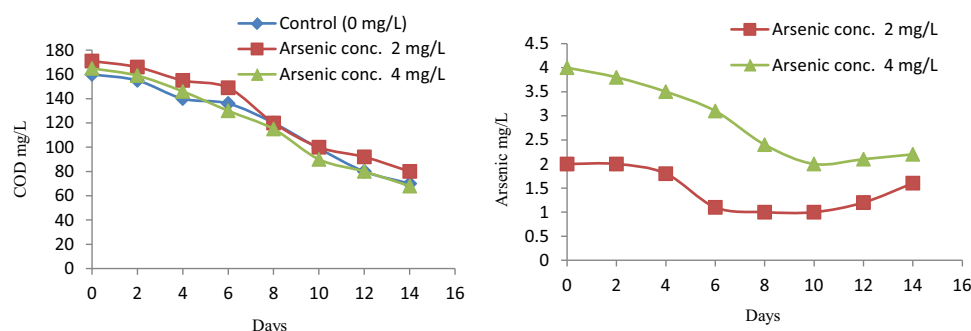 Control (0 mg/L)
Arsenic conc. 2 mg/L
Arsenic conc. 4 mg/L
COD mg/L
180
160
140
120
100
80
60
40
20
0
0 2 4 6 8 10 12 14 16
Days
Arsenic conc. 2 mg/L
Arsenic conc. 4 mg/L
Arsenic mg/L
4.5
4
3.5
3
2.5
2
1.5
1
0.5
0
0 2 4 6 8 10 12 14 16
Days